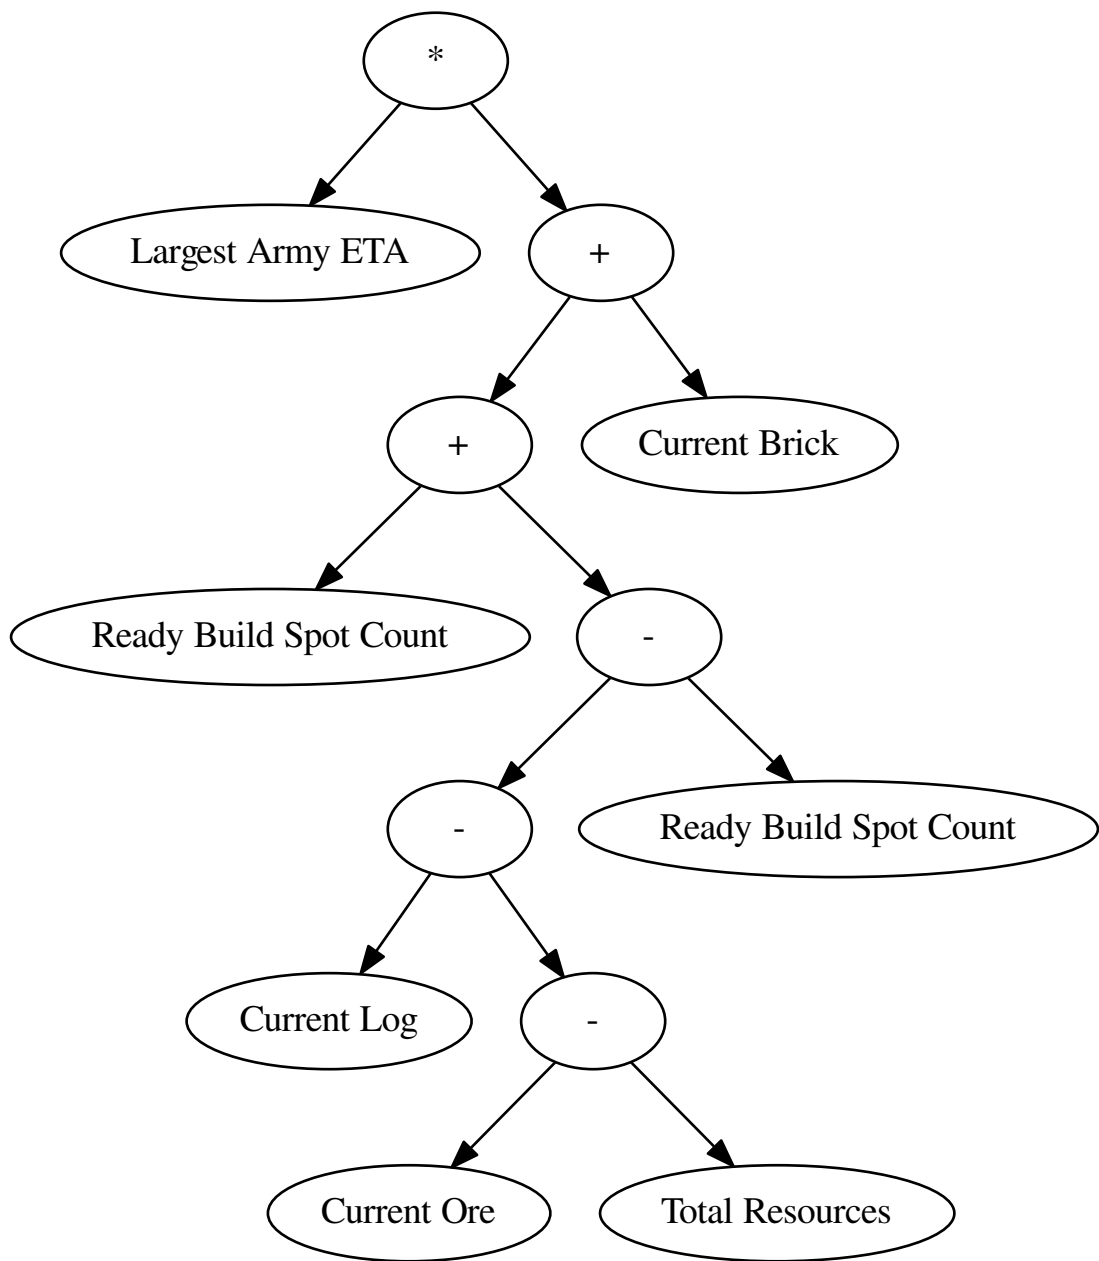 *
Largest Army ETA
+
+
Current Brick
Ready Build Spot Count
-
-
Ready Build Spot Count
Current Log
-
Current Ore
Total Resources